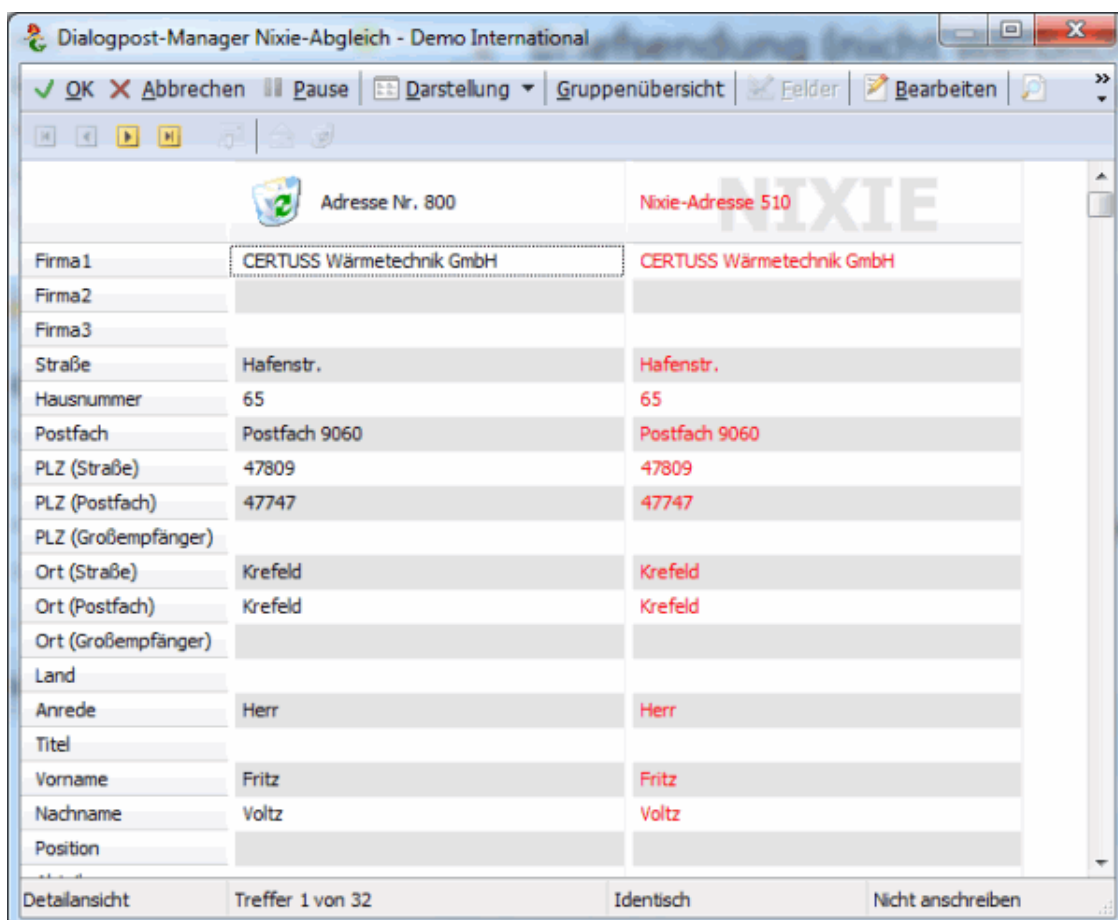 Dialogpost-Manager Nixie-Abgleich - Demo International
OK Abbrechen Pause Darstellung Gruppenübersicht Felder Bearbeiten
Adresse Nr. 800 Nixie-Adresse 510 NIXIE
Firma1 CERTUSS Wärmetechnik GmbH CERTUSS Wärmetechnik GmbH
Firma2
Firma3
Straße Hafenstr. Hafenstr.
Hausnummer 65 65
Postfach Postfach 9060 Postfach 9060
PLZ (Straße) 47809 47809
PLZ (Postfach) 47747 47747
PLZ (Großempfänger)
Ort (Straße) Krefeld Krefeld
Ort (Postfach) Krefeld Krefeld
Ort (Großempfänger)
Land
Anrede Herr Herr
Titel
Vorname Fritz Fritz
Nachname Voltz Voltz
Position
Detailansicht Treffer 1 von 32 Identisch Nicht anschreiben